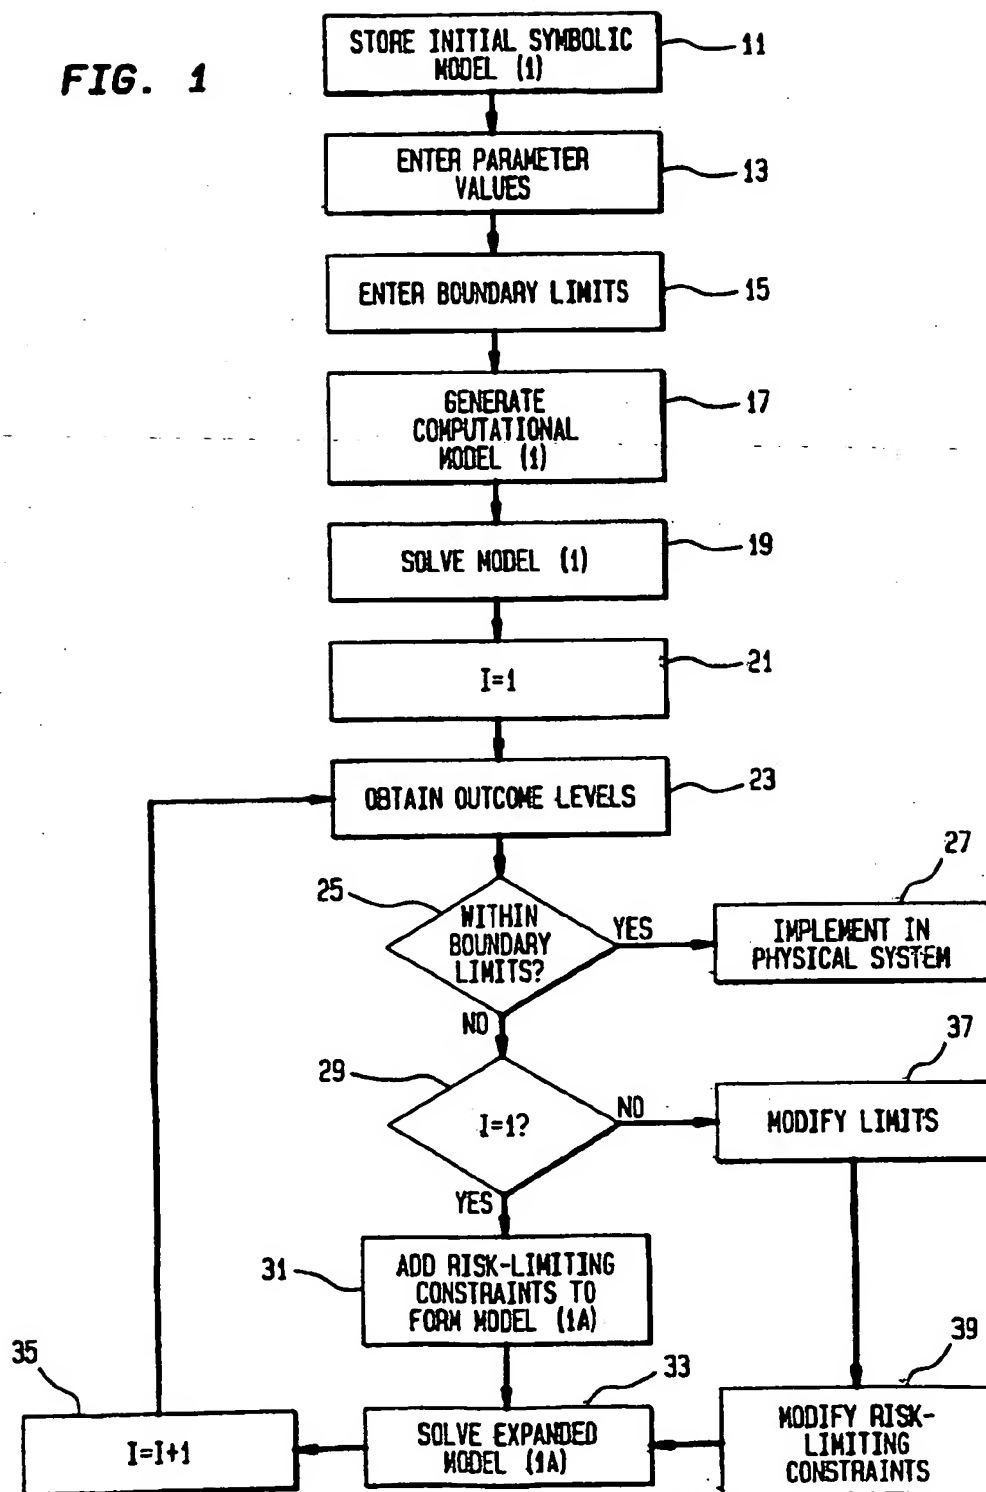 FIG. 1
STORE INITIAL SYMBOLIC
MODEL (1)
11
ENTER PARAMETER
VALUES
13
ENTER BOUNDARY LIMITS
15
GENERATE
COMPUTATIONAL
MODEL (1)
17
SOLVE MODEL (1)
19
I=1
21
OBTAIN OUTCOME LEVELS
23
25
WITHIN
BOUNDARY
LIMITS?
YES
27
IMPLEMENT IN
PHYSICAL SYSTEM
NO
29
I=1?
NO
37
MODIFY LIMITS
YES
31
ADD RISK-LIMITING
CONSTRAINTS TO
FORM MODEL (1A)
35
I=I+1
33
SOLVE EXPANDED
MODEL (1A)
39
MODIFY RISK-
LIMITING
CONSTRAINTS